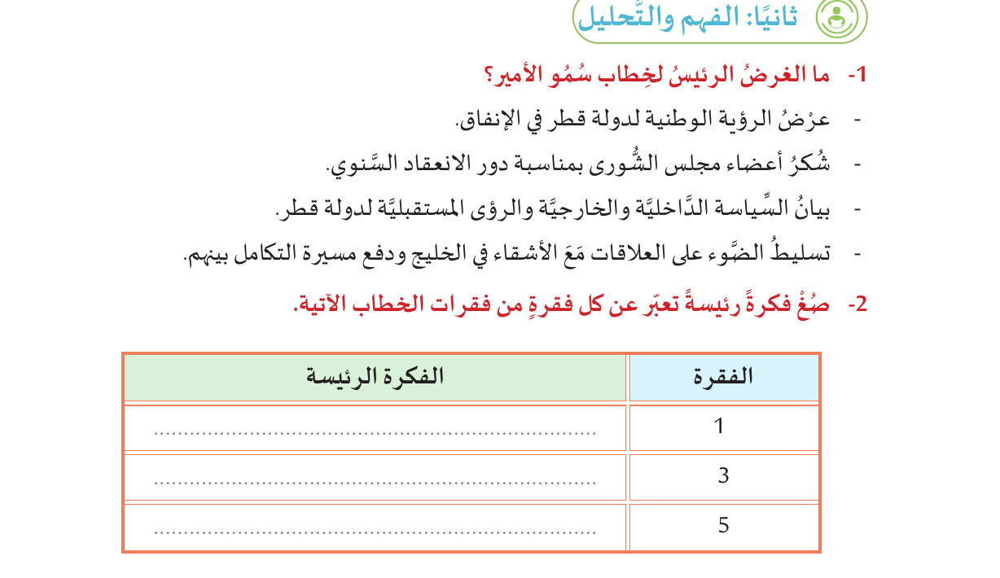 ثانيًا: الفهم والتَّحليل
1- ما الغرضُ الرئيسُ لخِطاب سُمُو الأمير؟
- عرْضُ الرؤية الوطنية لدولة قطر في الإنفاق.
- شُكرُ أعضاء مجلس الشُّورى بمناسبة دور الانعقاد السَّنوي.
- بيانُ السِّياسة الدَّاخليَّة والخارجيَّة والرؤى المستقبليَّة لدولة قطر.
- تسليطُ الضَّوء على العلاقات مَعَ الأشقاء في الخليج ودفع مسيرة التكامل بينهم.
2- صُغْ فكرةً رئيسةً تعبّر عن كل فقرةٍ من فقرات الخطاب الآتية.
الفقرة الفكرة الرئيسة
1 ..........................................................................
3 ..........................................................................
5 ..........................................................................